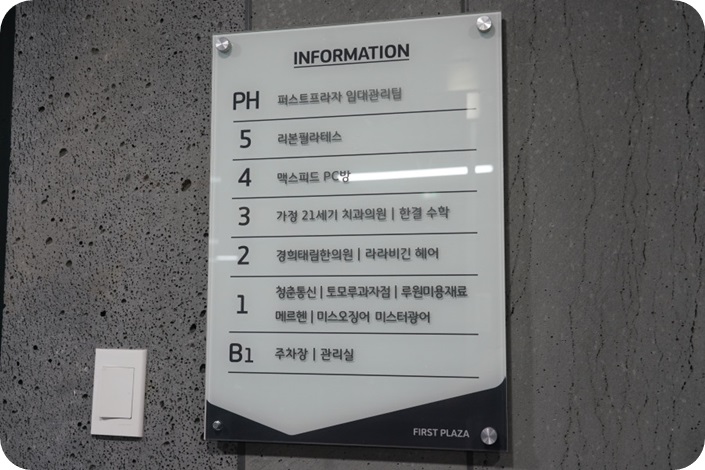 INFORMATION
PH 퍼스트프라자 임대관리팀
5 리본필라테스
4 맥스피드 PC방
3 가정 21세기 치과의원 | 한결 수학
2 경희태림한의원 | 라라비긴 헤어
1 청춘통신 | 토모루과자점 | 루원미용재료
메르헨 | 미스오징어 미스터광어
B1 주차장 | 관리실
FIRST PLAZA